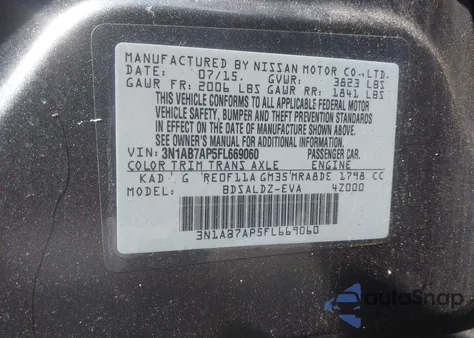 MANUFACTURED BY NISSAN MOTOR CO.,LTD.
DATE: 07/15. GVWR: 3823 LBS
GAWR FR: 2006 LBS GAWR RR: 1841 LBS
THIS VEHICLE CONFORMS TO ALL APPLICABLE FEDERAL MOTOR
VEHICLE SAFETY, BUMPER AND THEFT PREVENTION STANDARDS
IN EFFECT ON THE DATE OF MANUFACTURE SHOWN ABOVE.
SEE OWNER'S MANUAL FOR ADDITIONAL INFORMATION.
VIN: 3N1AB7AP5FL669060 PASSENGER CAR.
COLOR TRIM TRANS AXLE ENGINE
KAD G RE0F11A GM35 MRA8DE 1798 CC
MODEL: BDSALDZ-EVA 4Z000
3N1AB7AP5FL669060
autoSnap